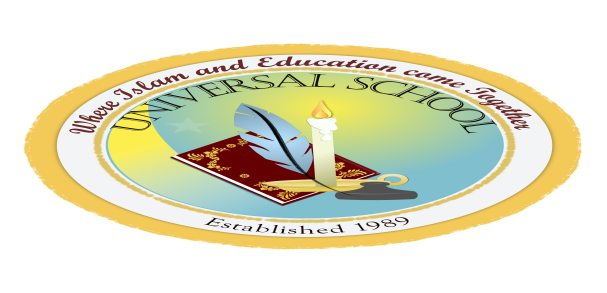 Where Islam and Education come Together
UNIVERSAL SCHOOL
Established 1989